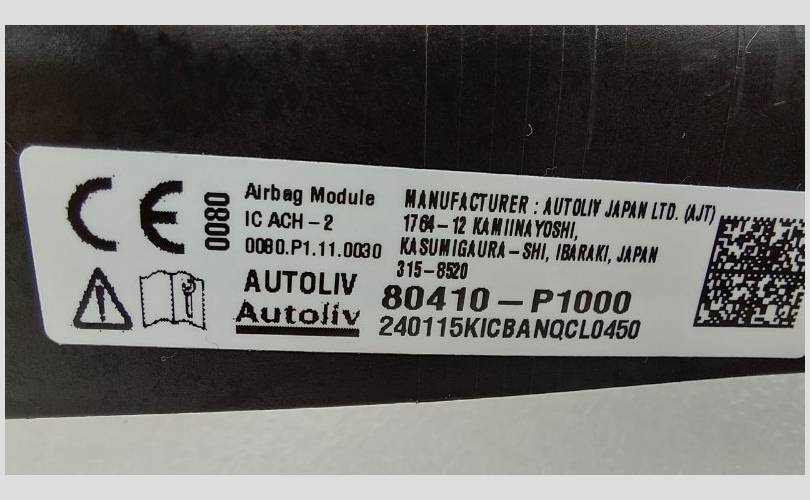 CE 0080
Airbag Module
IC ACH-2
0080.P1.11.0030
AUTOLIV
Autoliv
MANUFACTURER : AUTOLIV JAPAN LTD. (AJT)
1764-12 KAMIINAYOSHI,
KASUMIGAURA-SHI, IBARAKI, JAPAN
315-8520
80410-P1000
240115KICBANQCL0450